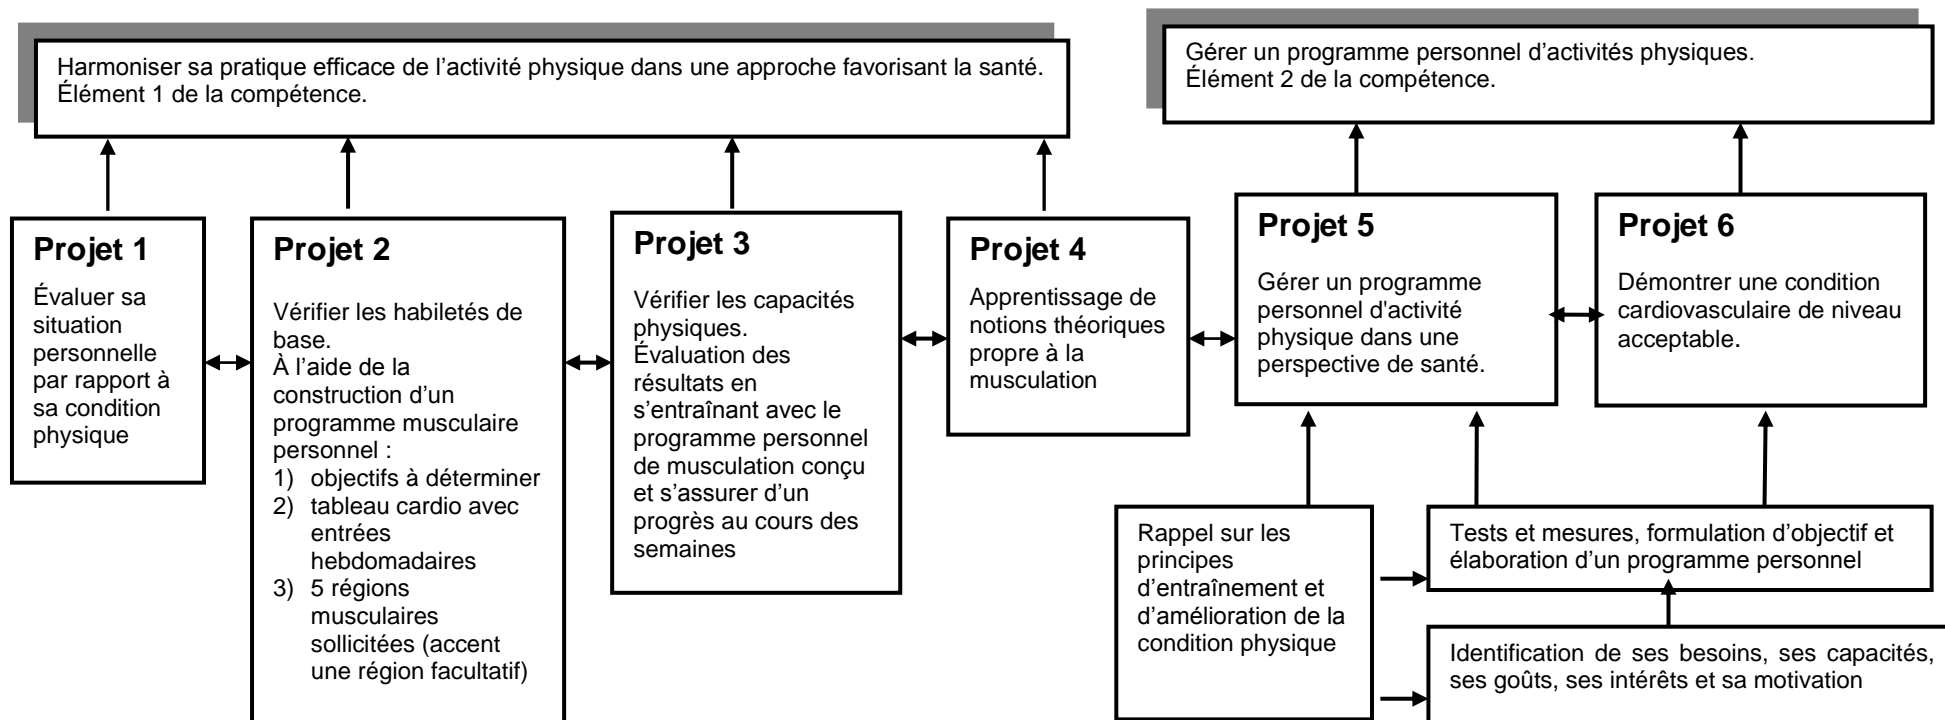 Harmoniser sa pratique efficace de l'activité physique dans une approche favorisant la santé.
Élément 1 de la compétence.
Gérer un programme personnel d'activités physiques.
Élément 2 de la compétence.
Projet 1
Évaluer sa
situation
personnelle
par rapport à
sa condition
physique
Projet 2
Vérifier les habiletés de
base.
À l'aide de la
construction d'un
programme musculaire
personnel :
1) objectifs à déterminer
2) tableau cardio avec
entrées
hebdomadaires
3) 5 régions
musculaires
sollicitées (accent
une région facultatif)
Projet 3
Vérifier les capacités
physiques.
Évaluation des
résultats en
s'entraînant avec le
programme personnel
de musculation conçu
et s'assurer d'un
progrès au cours des
semaines
Projet 4
Apprentissage de
notions théoriques
propre à la
musculation
Projet 5
Gérer un programme
personnel d'activité
physique dans une
perspective de santé.
Projet 6
Démontrer une condition
cardiovasculaire de niveau
acceptable.
Rappel sur les
principes
d'entraînement et
d'amélioration de la
condition physique
Tests et mesures, formulation d'objectif et
élaboration d'un programme personnel
Identification de ses besoins, ses capacités,
ses goûts, ses intérêts et sa motivation